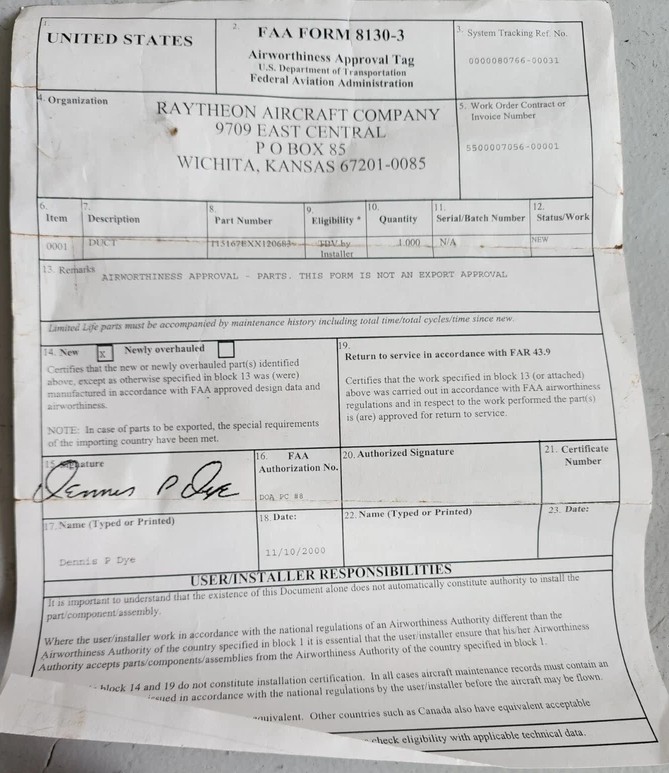 1.
UNITED STATES
2.
FAA FORM 8130-3
Airworthiness Approval Tag
U.S. Department of Transportation
Federal Aviation Administration
3. System Tracking Ref. No.
0000080766-00031
4. Organization
RAYTHEON AIRCRAFT COMPANY
9709 EAST CENTRAL
P O BOX 85
WICHITA, KANSAS 67201-0085
5. Work Order Contract or
Invoice Number
5500007056-00001
6.
Item
7.
Description
8.
Part Number
9.
Eligibility *
10.
Quantity
11.
Serial/Batch Number
12.
Status/Work
0001
DUCT
TDV by
Installer
1.000
N/A
NEW
13. Remarks
AIRWORTHINESS APPROVAL - PARTS. THIS FORM IS NOT AN EXPORT APPROVAL
Limited Life parts must be accompanied by maintenance history including total time/total cycles/time since new.
14. New
x
Newly overhauled
Certifies that the new or newly overhauled part(s) identified
above, except as otherwise specified in block 13 was (were)
manufactured in accordance with FAA approved design data and
airworthiness.
NOTE: In case of parts to be exported, the special requirements
of the importing country have been met.
19.
Return to service in accordance with FAR 43.9
Certifies that the work specified in block 13 (or attached)
above was carried out in accordance with FAA airworthiness
regulations and in respect to the work performed the part(s)
is (are) approved for return to service.
15. Signature
Dennis P Dye
16. FAA
Authorization No.
DOA PC 88
20. Authorized Signature
21. Certificate
Number
17. Name (Typed or Printed)
Dennis P Dye
18. Date:
11/10/2000
22. Name (Typed or Printed)
23. Date:
USER/INSTALLER RESPONSIBILITIES
It is important to understand that the existence of this Document alone does not automatically constitute authority to install the
part/component/assembly.
Where the user/installer work in accordance with the national regulations of an Airworthiness Authority different than the
Airworthiness Authority of the country specified in block 1 it is essential that the user/installer ensure that his/her Airworthiness
Authority accepts parts/components/assemblies from the Airworthiness Authority of the country specified in block 1.
block 14 and 19 do not constitute installation certification. In all cases aircraft maintenance records must contain an
in accordance with the national regulations by the user/installer before the aircraft may be flown.
equivalent. Other countries such as Canada also have equivalent acceptable
check eligibility with applicable technical data.